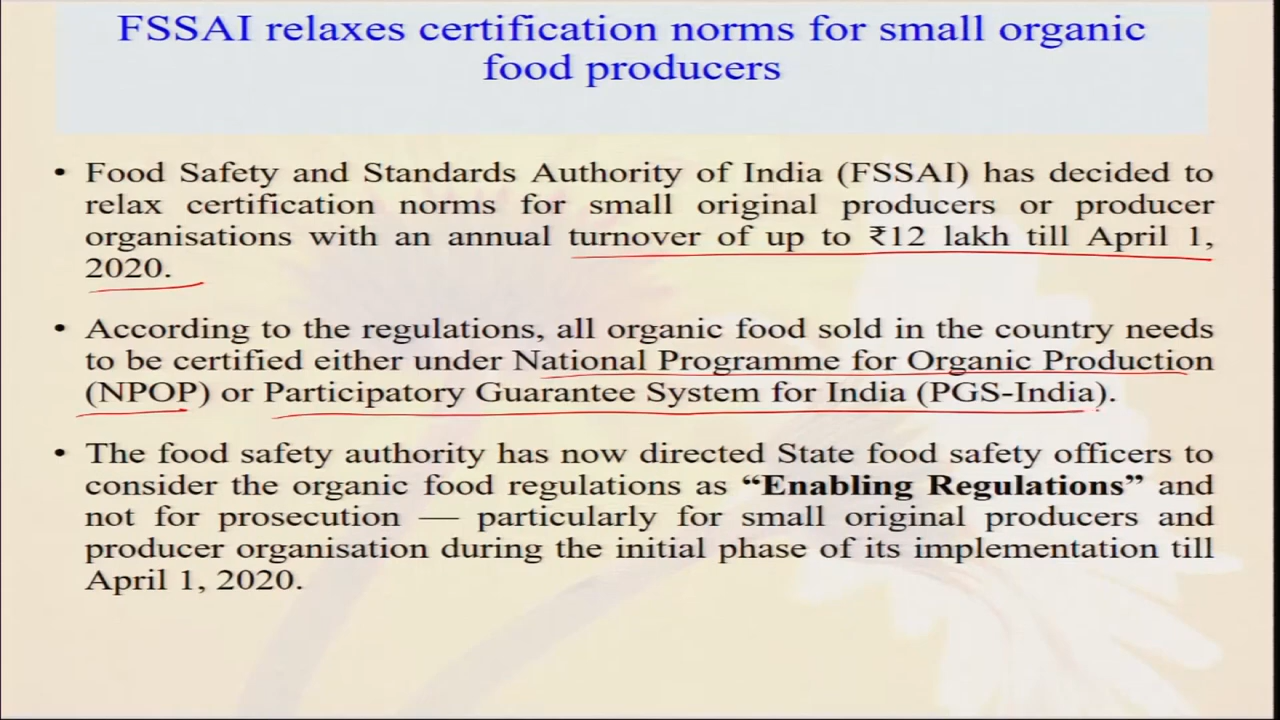 FSSAI relaxes certification norms for small organic
food producers
• Food Safety and Standards Authority of India (FSSAI) has decided to
relax certification norms for small original producers or producer
organisations with an annual turnover of up to ₹12 lakh till April 1,
2020.
• According to the regulations, all organic food sold in the country needs
to be certified either under National Programme for Organic Production
(NPOP) or Participatory Guarantee System for India (PGS-India).
• The food safety authority has now directed State food safety officers to
consider the organic food regulations as “Enabling Regulations” and
not for prosecution — particularly for small original producers and
producer organisation during the initial phase of its implementation till
April 1, 2020.